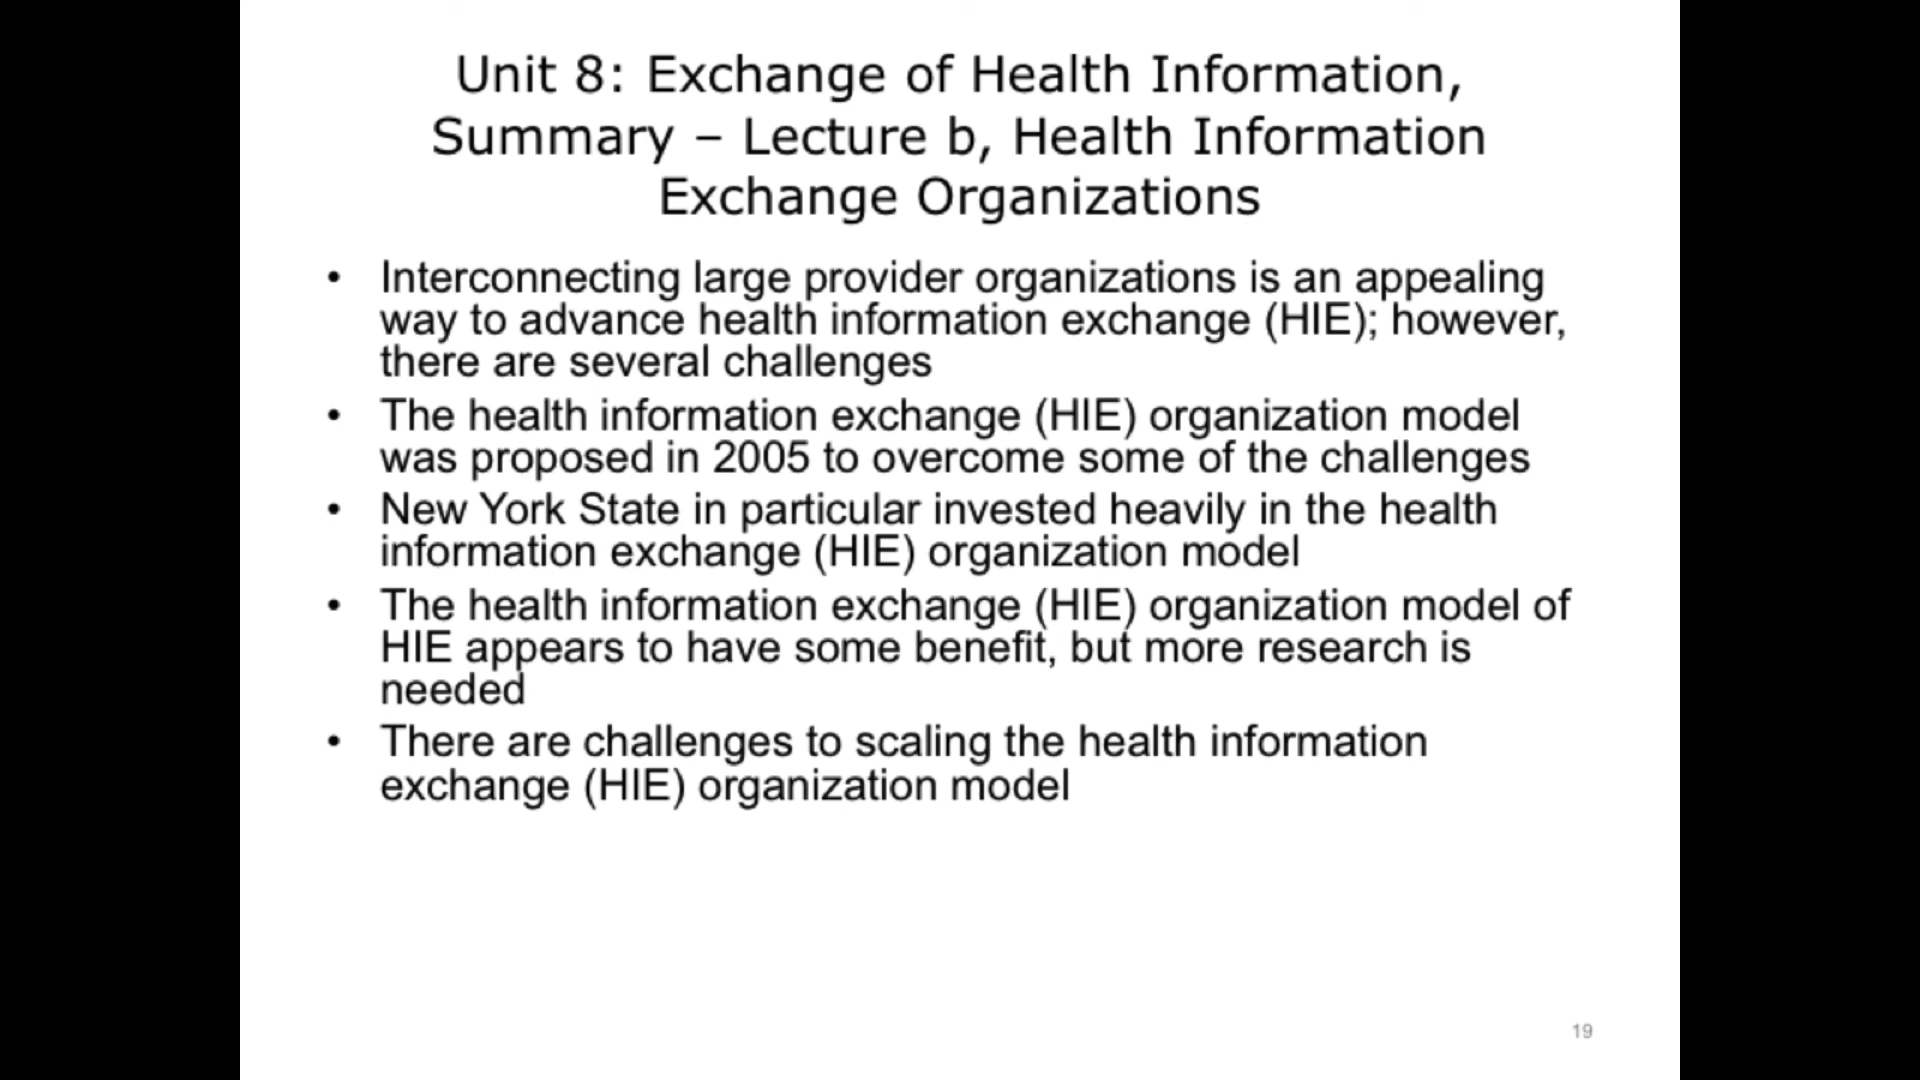 Unit 8: Exchange of Health Information,
Summary – Lecture b, Health Information
Exchange Organizations
• Interconnecting large provider organizations is an appealing
way to advance health information exchange (HIE); however,
there are several challenges
• The health information exchange (HIE) organization model
was proposed in 2005 to overcome some of the challenges
• New York State in particular invested heavily in the health
information exchange (HIE) organization model
• The health information exchange (HIE) organization model of
HIE appears to have some benefit, but more research is
needed
• There are challenges to scaling the health information
exchange (HIE) organization model
19